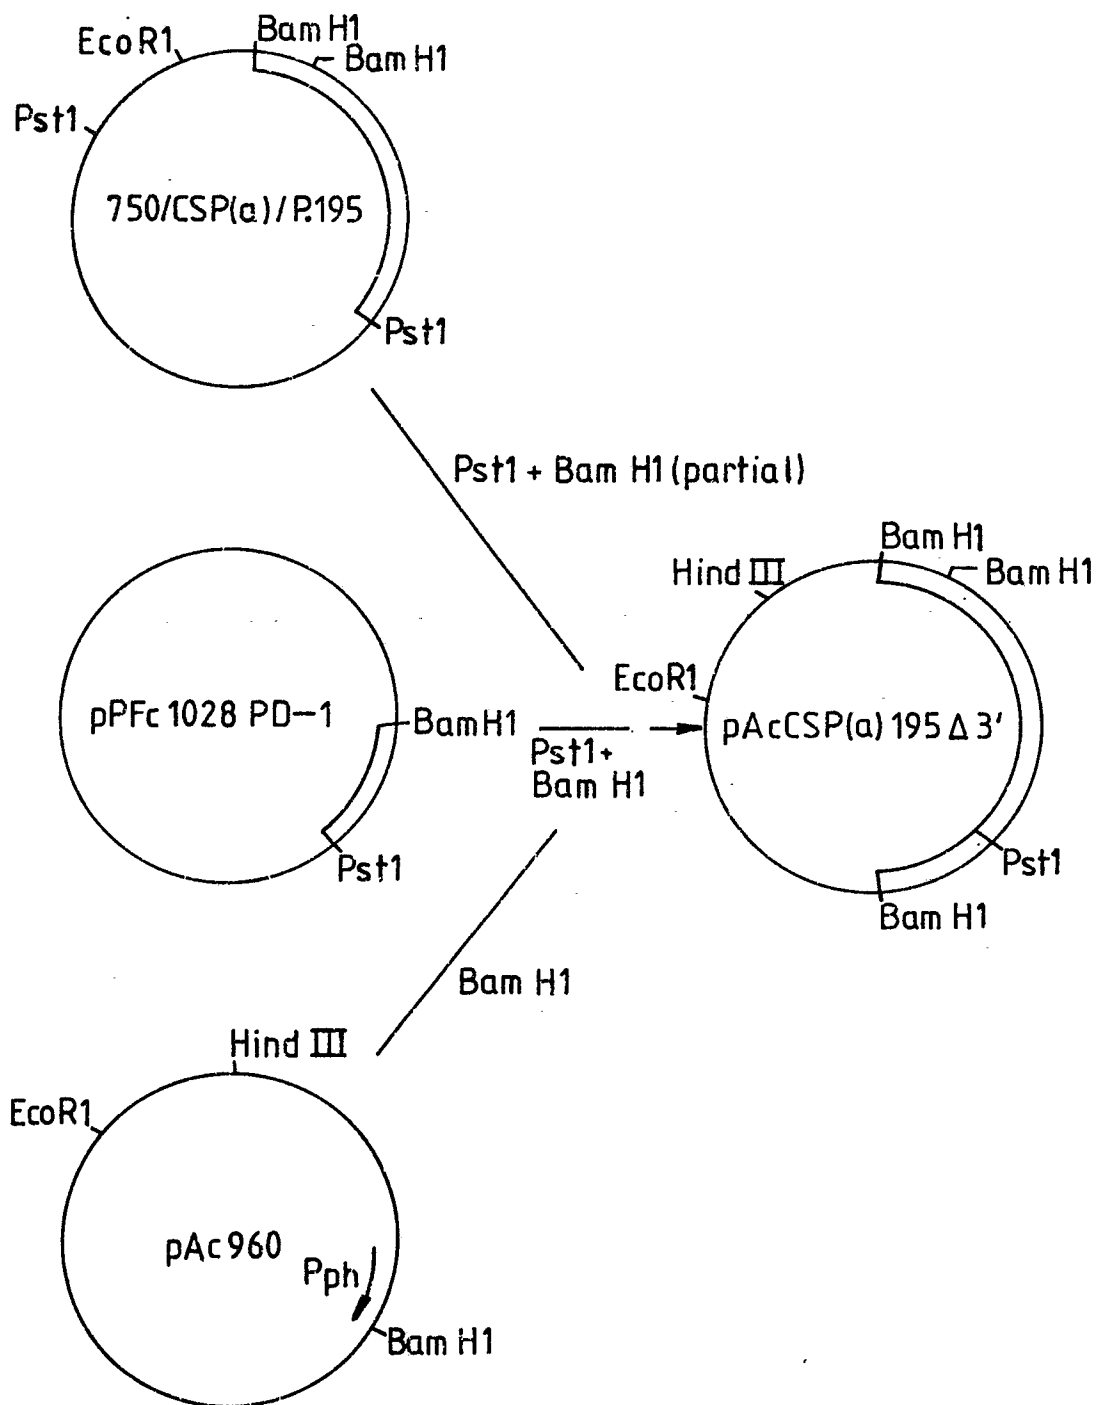 EcoR1
Bam H1
Bam H1
Pst1
750/CSP(a)/P.195
Pst1
Pst1 + Bam H1 (partial)
pPFc 1028 PD-1
Bam H1
Pst1
Pst1+
Bam H1
Bam H1
Bam H1
Hind III
EcoR1
pAcCSP(a) 195 Δ 3'
Pst1
Bam H1
Bam H1
Hind III
EcoR1
pAc 960
Pph
Bam H1